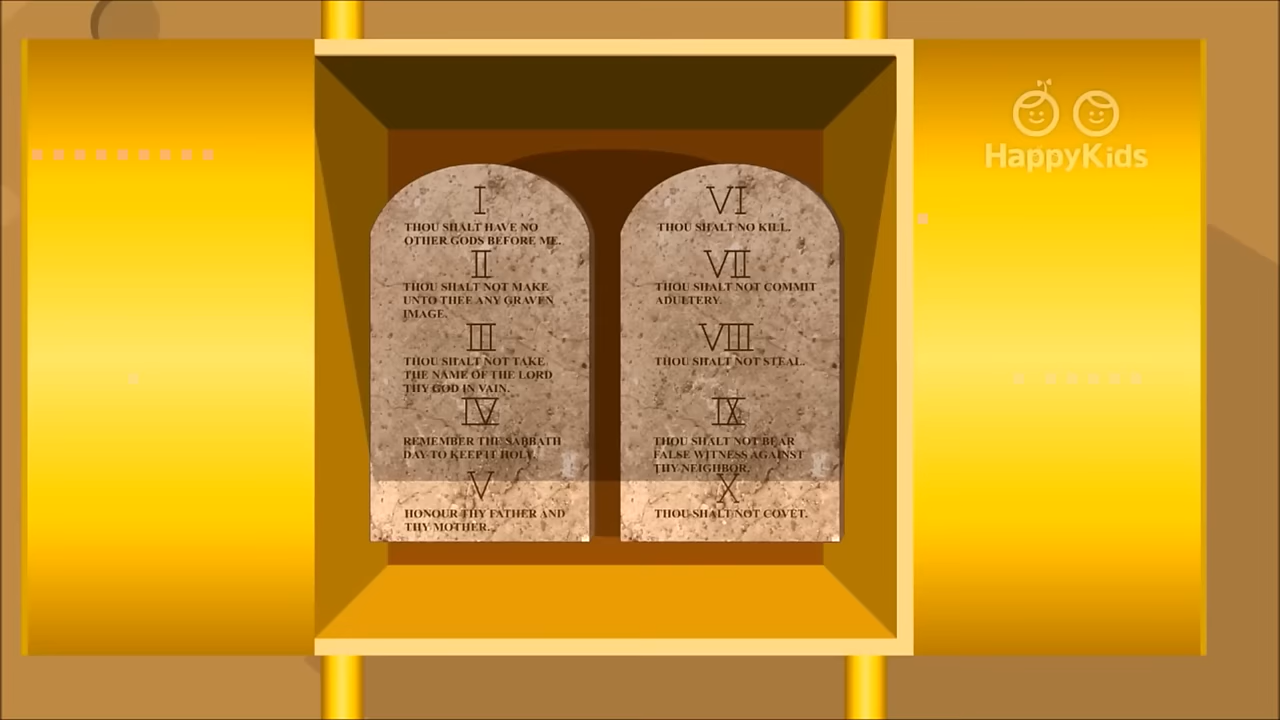 HappyKids
I
THOU SHALT HAVE NO
OTHER GODS BEFORE ME.
II
THOU SHALT NOT MAKE
UNTO THEE ANY GRAVEN
IMAGE.
III
THOU SHALT NOT TAKE
THE NAME OF THE LORD
THY GOD IN VAIN.
IV
REMEMBER THE SABBATH
DAY TO KEEP IT HOLY.
V
HONOUR THY FATHER AND
THY MOTHER.
VI
THOU SHALT NO KILL.
VII
THOU SHALT NOT COMMIT
ADULTERY.
VIII
THOU SHALT NOT STEAL.
IX
THOU SHALT NOT BEAR
FALSE WITNESS AGAINST
THY NEIGHBOR.
X
THOU SHALT NOT COVET.